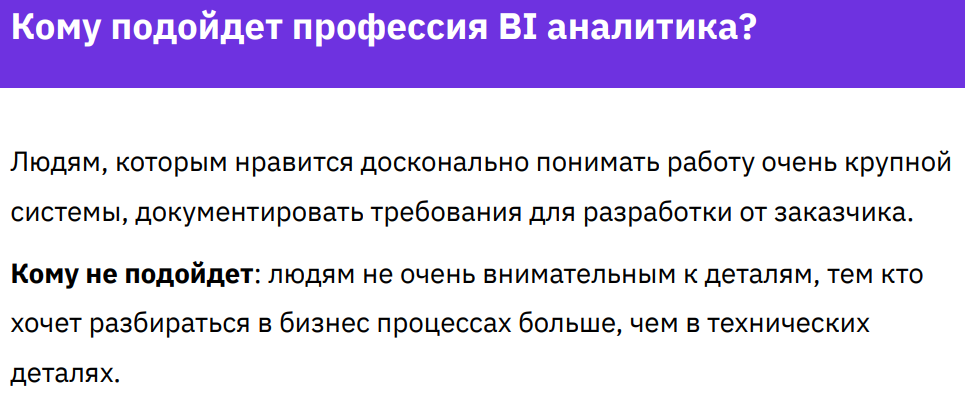 Кому подойдет профессия BI аналитика?
Людям, которым нравится досконально понимать работу очень крупной
системы, документировать требования для разработки от заказчика.
Кому не подойдет: людям не очень внимательным к деталям, тем кто
хочет разбираться в бизнес процессах больше, чем в технических
деталях.